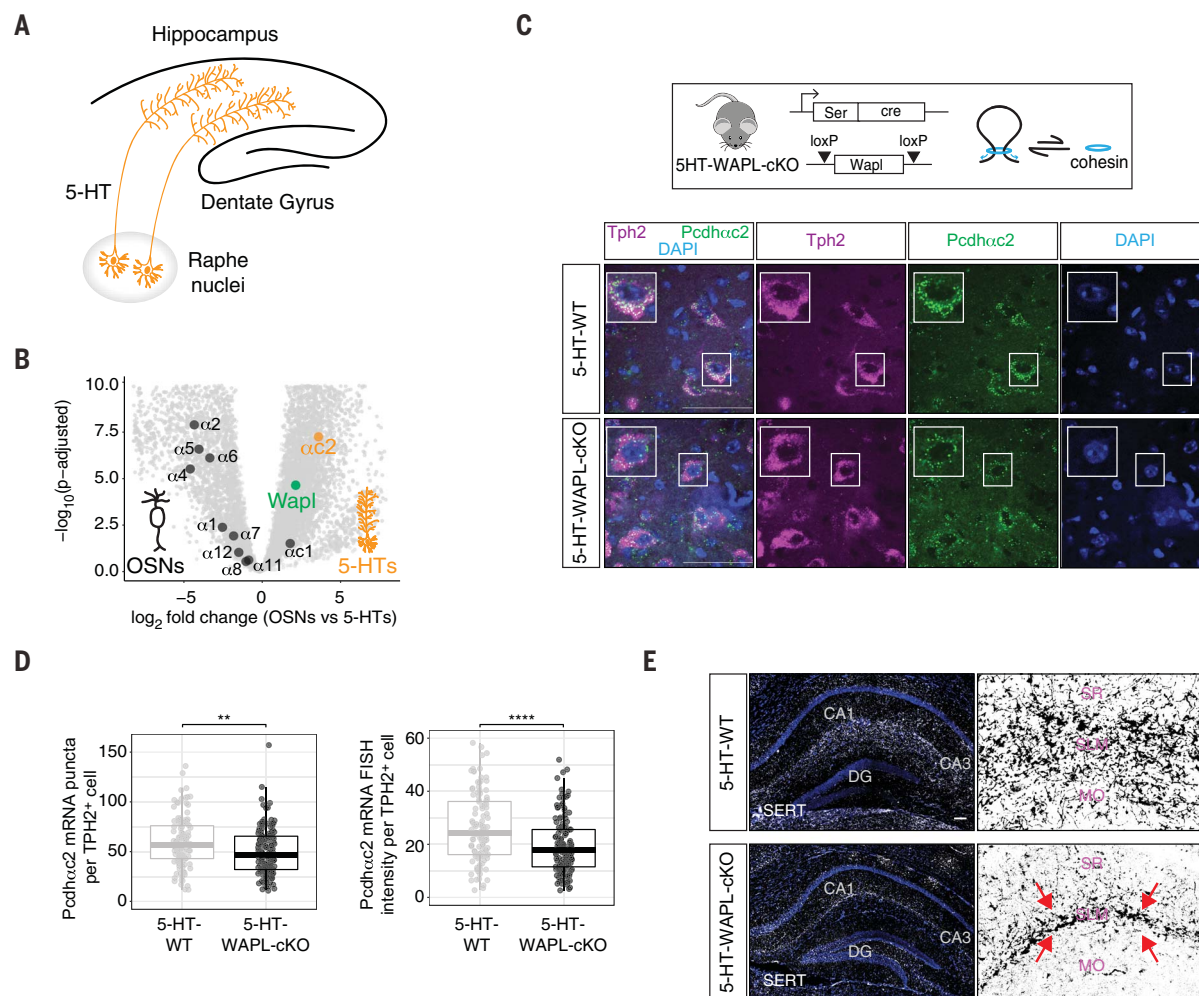 A
Hippocampus
5-HT
Dentate Gyrus
Raphe
nuclei
B
10.0
7.5
5.0
2.5
0.0
−log10(p−adjusted)
α2
α5
α6
α4
αc2
Wapl
α1
α7
α12
αc1
α8
α11
OSNs
5-HTs
−5
0
5
log2 fold change (OSNs vs 5-HTs)
C
5HT-WAPL-cKO
Ser
cre
loxP
loxP
Wapl
cohesin
Tph2
Pcdhαc2
DAPI
Tph2
Pcdhαc2
DAPI
5-HT-WT
5-HT-WAPL-cKO
D
**
150
100
50
0
Pcdhαc2 mRNA puncta
per TPH2+ cell
5-HT-
WT
5-HT-
WAPL-cKO
****
60
40
20
0
Pcdhαc2 mRNA FISH
intensity per TPH2+ cell
5-HT-
WT
5-HT-
WAPL-cKO
E
5-HT-WT
CA1
CA3
DG
SERT
SR
SLM
MO
5-HT-WAPL-cKO
CA1
CA3
DG
SERT
SR
SLM
MO